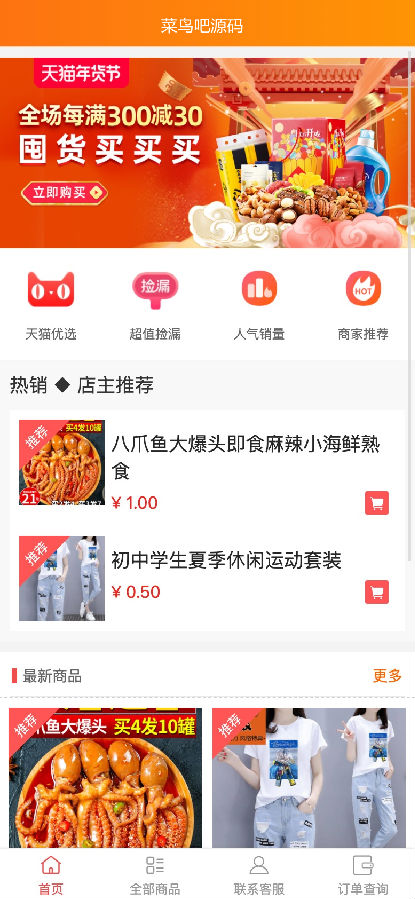 菜鸟吧源码
天猫年货节
全场每满300减30
囤货买买买
立即购买
捡漏
HOT
天猫优选
超值捡漏
人气销量
商家推荐
热销 ◆ 店主推荐
推荐
买4发10罐
21
八爪鱼大爆头即食麻辣小海鲜熟
食
¥ 1.00
推荐
初中学生夏季休闲运动套装
¥ 0.50
最新商品
更多
推荐
爪鱼大爆头 买4发10罐
推荐
首页
全部商品
联系客服
订单查询